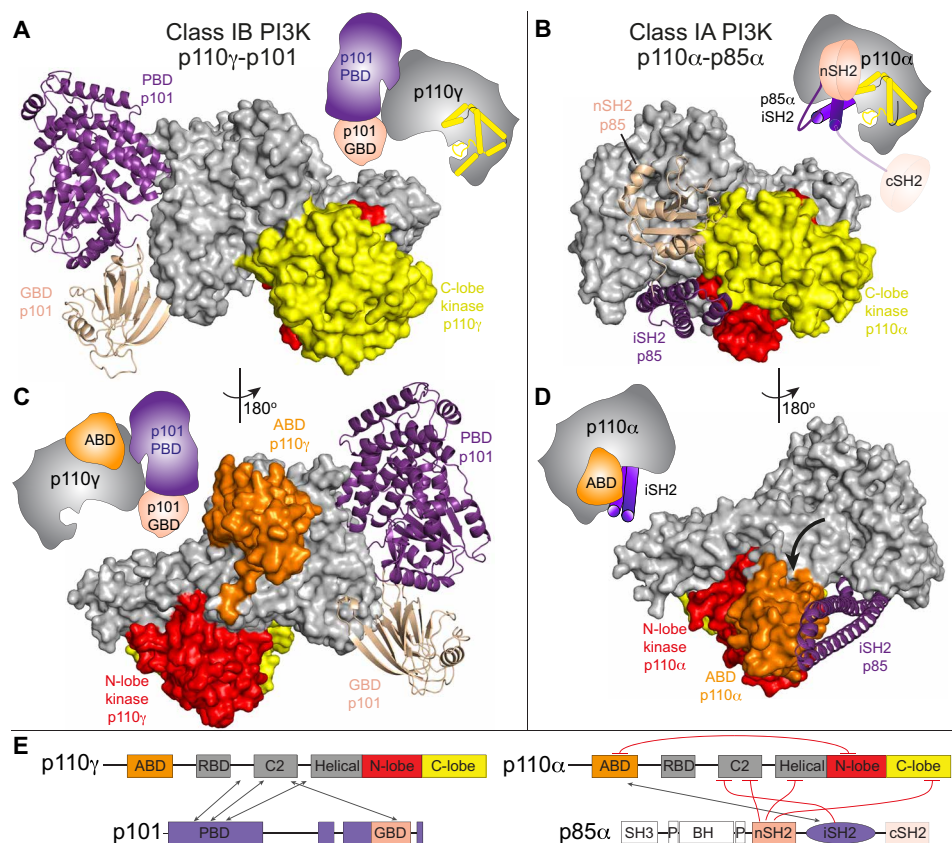 A
Class IB PI3K
p110γ-p101
PBD
p101
p101
PBD
p110γ
p101
GBD
GBD
p101
C-lobe
kinase
p110γ
B
Class IA PI3K
p110α-p85α
nSH2
p85
nSH2
p110α
p85α
iSH2
cSH2
C-lobe
kinase
p110α
iSH2
p85
180º
180º
C
ABD
p101
PBD
p110γ
p101
GBD
ABD
p110γ
PBD
p101
N-lobe
kinase
p110γ
GBD
p101
D
p110α
ABD
iSH2
N-lobe
kinase
p110α
ABD
p110α
iSH2
p85
E
p110γ ABD RBD C2 Helical N-lobe C-lobe
p101 PBD GBD
p110α ABD RBD C2 Helical N-lobe C-lobe
p85α SH3 P BH P nSH2 iSH2 cSH2